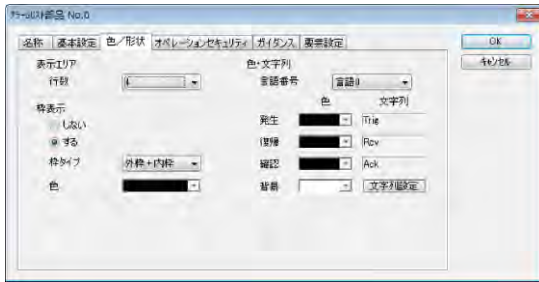 アラームリスト部品 No.0
名称 基本設定 色／形状 オペレーションセキュリティ ガイダンス 要素設定
OK
キャンセル
表示エリア
行数 4
枠表示
しない
する
枠タイプ 外枠+内枠
色
色・文字列
言語番号 言語0
色 文字列
発生 Trig
復帰 Rcv
確認 Ack
背景 文字列設定